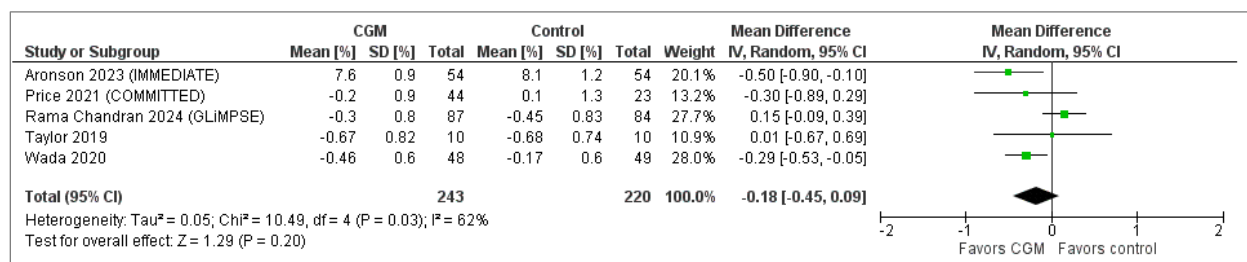 CGM Control Mean Difference Mean Difference
Study or Subgroup Mean [%] SD [%] Total Mean [%] SD [%] Total Weight IV, Random, 95% CI IV, Random, 95% CI
Aronson 2023 (IMMEDIATE) 7.6 0.9 54 8.1 1.2 54 20.1% -0.50 [-0.90, -0.10]
Price 2021 (COMMITTED) -0.2 0.9 44 0.1 1.3 23 13.2% -0.30 [-0.89, 0.29]
Rama Chandran 2024 (GLiMPSE) -0.3 0.8 87 -0.45 0.83 84 27.7% 0.15 [-0.09, 0.39]
Taylor 2019 -0.67 0.82 10 -0.68 0.74 10 10.9% 0.01 [-0.67, 0.69]
Wada 2020 -0.46 0.6 48 -0.17 0.6 49 28.0% -0.29 [-0.53, -0.05]
Total (95% CI) 243 220 100.0% -0.18 [-0.45, 0.09]
Heterogeneity: Tau² = 0.05; Chi² = 10.49, df = 4 (P = 0.03); I² = 62%
Test for overall effect: Z = 1.29 (P = 0.20)
-2 -1 0 1 2
Favors CGM Favors control